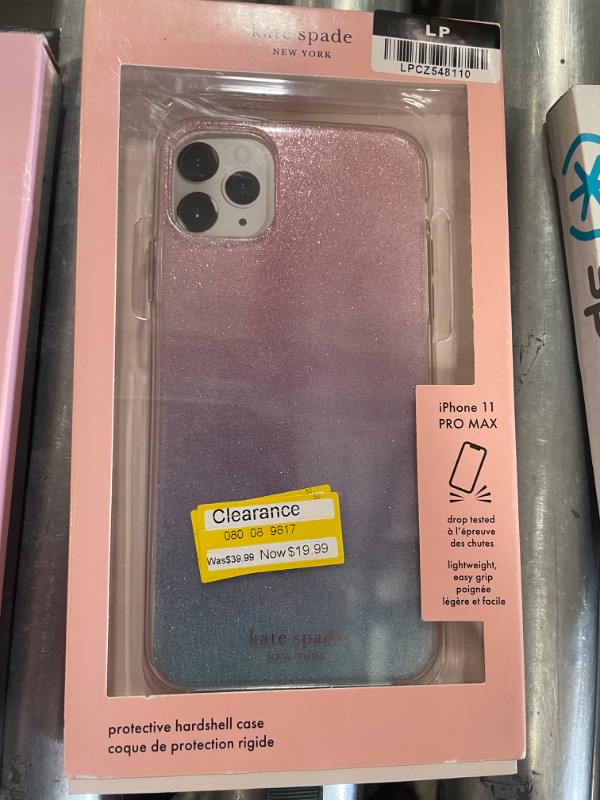 kate spade
NEW YORK
LP
LPCZ548110
iPhone 11
PRO MAX
drop tested
à l'épreuve
des chutes
lightweight,
easy grip
poignée
légère et facile
50
50
Clearance
080 08 9817
Was$39.99 Now $19.99
kate spade
NEW YORK
protective hardshell case
coque de protection rigide